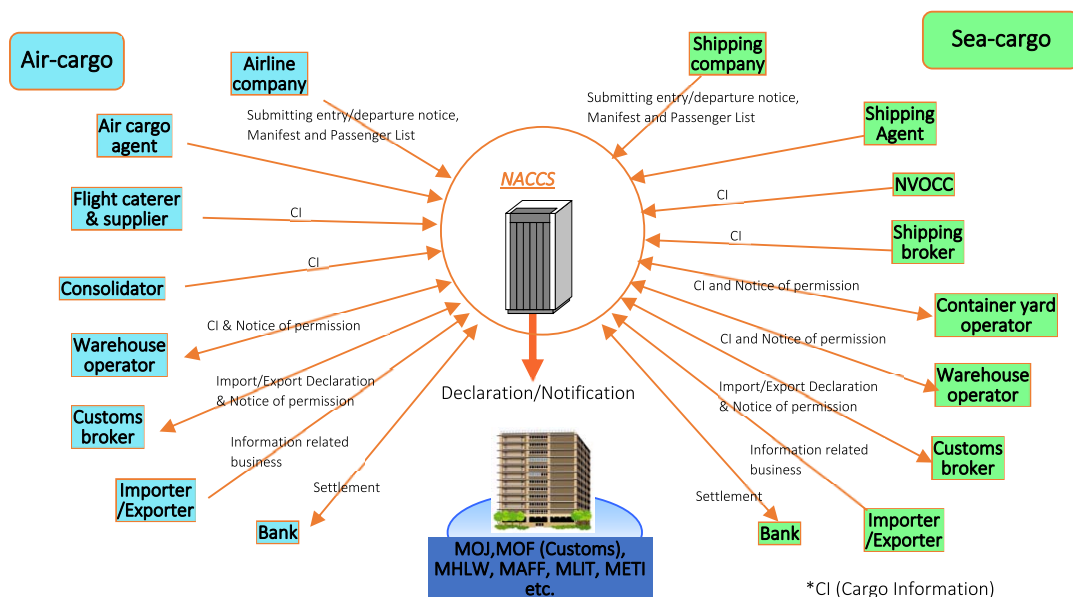 Air-cargo
Airline
company
Submitting entry/departure notice,
Manifest and Passenger List
Air cargo
agent
Flight caterer
& supplier
CI
Consolidator
CI
Warehouse
operator
CI & Notice of permission
Customs
broker
Import/Export Declaration
& Notice of permission
Importer
/Exporter
Information related
business
Bank
Settlement
NACCS
Declaration/Notification
MOJ,MOF (Customs),
MHLW, MAFF, MLIT, METI
etc.
Sea-cargo
Shipping
company
Submitting entry/departure notice,
Manifest and Passenger List
Shipping
Agent
NVOCC
CI
Shipping
broker
CI
Container yard
operator
CI and Notice of permission
Warehouse
operator
CI and Notice of permission
Customs
broker
Import/Export Declaration
& Notice of permission
Importer
/Exporter
Information related
business
Bank
Settlement
*CI (Cargo Information)